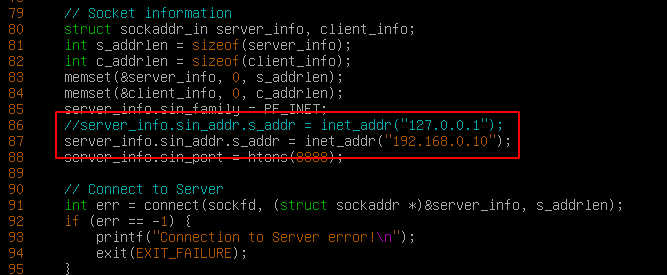 79     // Socket information
80     struct sockaddr_in server_info, client_info;
81     int s_addrlen = sizeof(server_info);
82     int c_addrlen = sizeof(client_info);
83     memset(&server_info, 0, s_addrlen);
84     memset(&client_info, 0, c_addrlen);
85     server_info.sin_family = PF_INET;
86     //server_info.sin_addr.s_addr = inet_addr("127.0.0.1");
87     server_info.sin_addr.s_addr = inet_addr("192.168.0.10");
88     server_info.sin_port = htons(8888);
89
90     // Connect to Server
91     int err = connect(sockfd, (struct sockaddr *)&server_info, s_addrlen);
92     if (err == -1) {
93         printf("Connection to Server error!\n");
94         exit(EXIT_FAILURE);
95     }